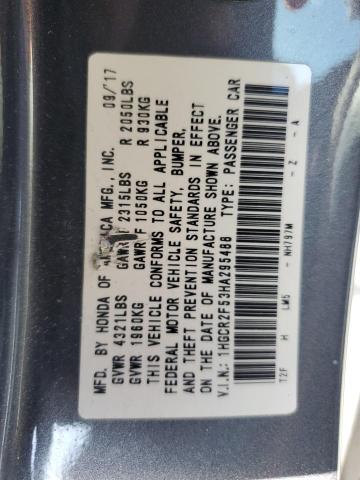 MFD. BY HONDA OF AMERICA MFG., INC. 09/17
GVWR 4321LBS GAWR F 2315LBS R 2050LBS
GVWR 1960KG GAWR F 1050KG R 930KG
THIS VEHICLE CONFORMS TO ALL APPLICABLE
FEDERAL MOTOR VEHICLE SAFETY, BUMPER,
AND THEFT PREVENTION STANDARDS IN EFFECT
ON THE DATE OF MANUFACTURE SHOWN ABOVE.
V.I.N.: 1HGCR2F53HA295488 TYPE: PASSENGER CAR
T2F H LM5 - NH797M - Z - A